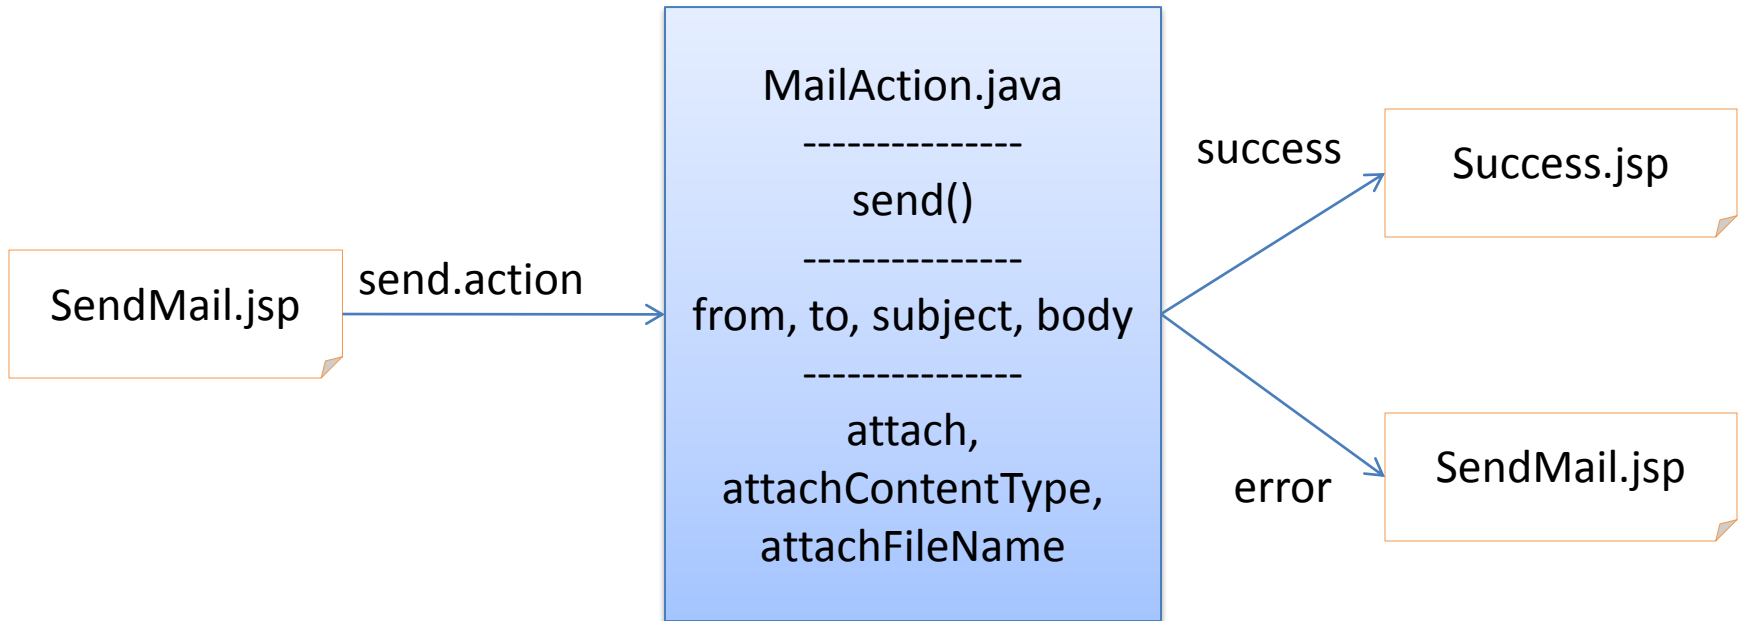 SendMail.jsp
send.action
MailAction.java
---------------
send()
---------------
from, to, subject, body
---------------
attach,
attachContentType,
attachFileName
success
Success.jsp
error
SendMail.jsp